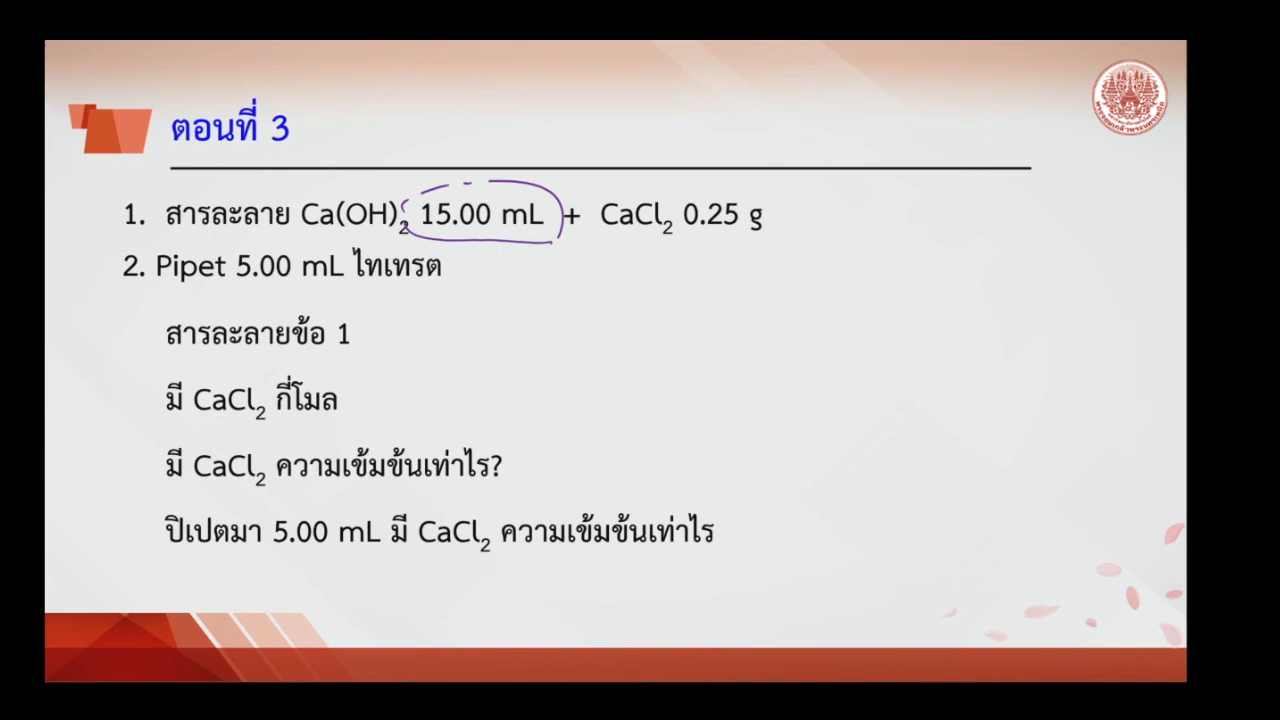 ตอนที่ 3
1. สารละลาย Ca(OH)₂ 15.00 mL + CaCl₂ 0.25 g
2. Pipet 5.00 mL ไทเทรต
สารละลายข้อ 1
มี CaCl₂ กี่โมล
มี CaCl₂ ความเข้มข้นเท่าไร?
ปิเปตมา 5.00 mL มี CaCl₂ ความเข้มข้นเท่าไร